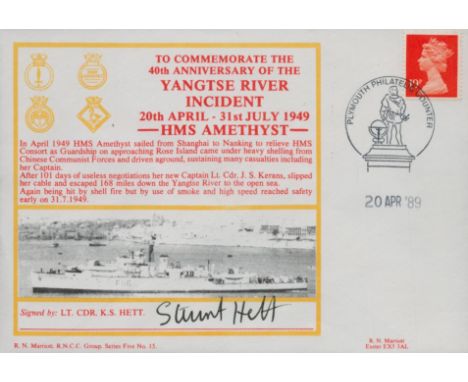 TO COMMEMORATE THE
40th ANNIVERSARY OF THE
YANGTSE RIVER
INCIDENT
20th APRIL - 31st JULY 1949
—HMS AMETHYST—
In April 1949 HMS Amethyst sailed from Shanghai to Nanking to relieve HMS
Consort as Guardship on approaching Rose Island came under heavy shelling from
Chinese Communist Forces and driven aground, sustaining many casualties including
her Captain.
After 101 days of useless negotiations her new Captain Lt. Cdr. J. S. Kerans, slipped
her cable and escaped 168 miles down the Yangtse River to the open sea.
Again being hit by shell fire but by use of smoke and high speed reached safety
early on 31.7.1949.
Signed by: LT. CDR. K.S. HETT.
Stewart Hett
R. N. Marriott. R.N.C.C. Group. Series Five No. 15.
19P
PLYMOUTH PHILATELIC COUNTER
20 APR '89
R. N. Marriott
Exeter EX5 3AL